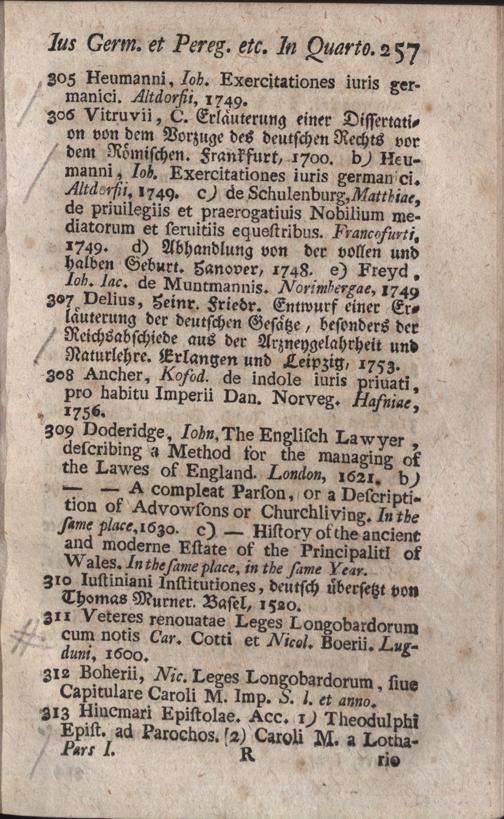 Ius Germ. et Pereg. etc. In Quarto. 257
305 Heumanni, Ioh. Exercitationes iuris ger-
manici. Altdorfii, 1749.
306 Vitruvii, C. Erläuterung einer Dissertati-
on von dem Vorzuge des deutschen Rechts vor
dem Römischen. Frankfurt, 1700. b) Heu-
manni, Ioh. Exercitationes iuris germanici.
Altdorfii, 1749. c) de Schulenburg, Matthiae,
de priuilegiis et praerogatiuis Nobilium me-
diatorum et seruitiis equestribus. Francofurti,
1749. d) Abhandlung von der vollen und
halben Geburt. Hanover, 1748. e) Freyd,
Ioh. Iac. de Muntmannis. Norimbergae, 1749
307 Delius, Heinr. Friedr. Entwurf einer Er-
läuterung der deutschen Gesätze, besonders der
Reichsabschiede aus der Arzneygelahrheit und
Naturlehre. Erlangen und Leipzig, 1753.
308 Ancher, Kofod. de indole iuris priuati,
pro habitu Imperii Dan. Norveg. Hafniae,
1756.
309 Doderidge, Iohn, The Englisch Lawyer,
describing a Method for the managing of
the Lawes of England. London, 1621. b)
— — A compleat Parson, or a Descripti-
tion of Advowsons or Churchliving. In the
same place, 1630. c) — History of the ancient
and moderne Estate of the Principalitl of
Wales. In the same place. in the same Year.
310 Iustiniani Institutiones, deutsch übersetzt von
Thomas Murner. Basel, 1520.
311 Veteres renouatae Leges Longobardorum
cum notis Car. Cotti et Nicol. Boerii. Lug-
duni, 1600.
312 Boherii, Nic. Leges Longobardorum, siue
Capitulare Caroli M. Imp. S. l. et anno.
313 Hincmari Epistolae. Acc. 1) Theodulphi
Epist. ad Parochos. (2) Caroli M. a Lotha-
Pars I. R rio